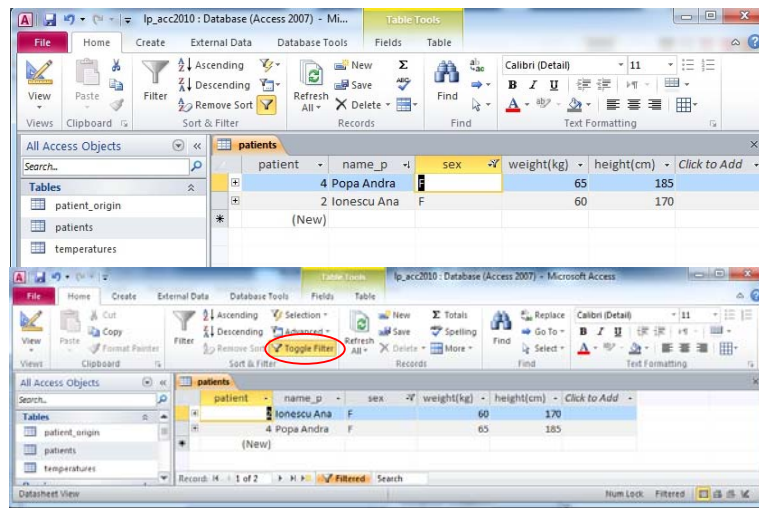 lp_acc2010 : Database (Access 2007) - Mi...
Table Tools
File Home Create External Data Database Tools Fields Table
View Paste Filter Ascending Descending Remove Sort Refresh All New Save Delete Σ Find Calibri (Detail) 11
B I U
A
Views Clipboard Sort & Filter Records Find Text Formatting
All Access Objects patients
Search..
patient name_p sex weight(kg) height(cm) Click to Add
Tables
4 Popa Andra F 65 185
patient_origin
2 Ionescu Ana F 60 170
patients
* (New)
temperatures
Table Tools lp_acc2010 : Database (Access 2007) - Microsoft Access
File Home Create External Data Database Tools Fields Table
View Paste Cut Copy Format Painter Filter Ascending Descending Remove Sort Selection Advanced Toggle Filter Refresh All New Save Delete Σ Totals Spelling More Find Replace Go To Select Calibri (Detail) 11
B I U
A
Views Clipboard Sort & Filter Records Find Text Formatting
All Access Objects patients
Search..
patient name_p sex weight(kg) height(cm) Click to Add
Tables
2 Ionescu Ana F 60 170
patient_origin
4 Popa Andra F 65 185
patients
* (New)
temperatures
Record: 1 of 2 Filtered Search
Datasheet View Num Lock Filtered